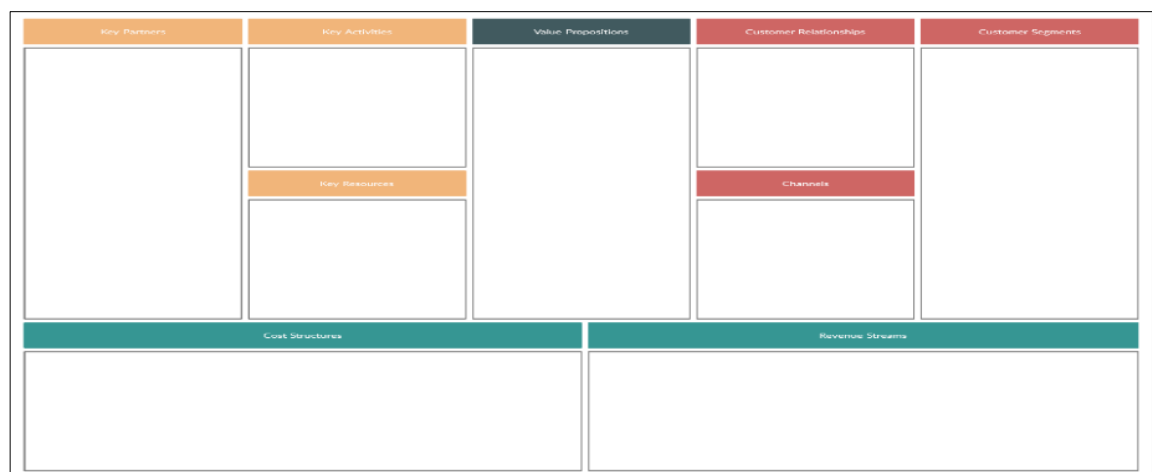 Key Partners
Key Activities
Value Propositions
Customer Relationships
Customer Segments
Key Resources
Channels
Cost Structures
Revenue Streams